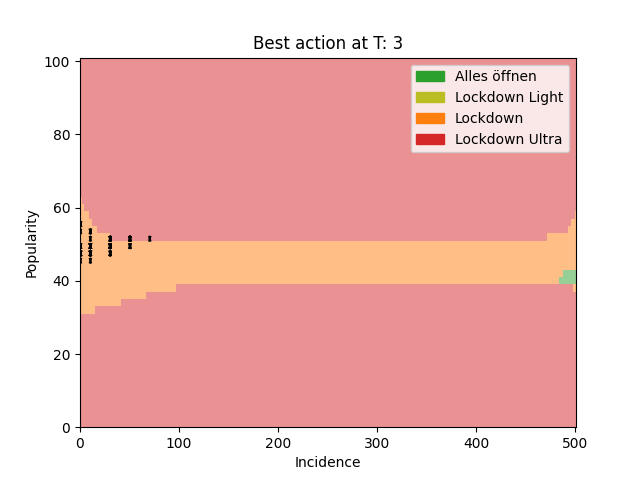 Best action at T: 3
Alles öffnen
Lockdown Light
Lockdown
Lockdown Ultra
100
80
60
40
20
0
Popularity
0 100 200 300 400 500
Incidence